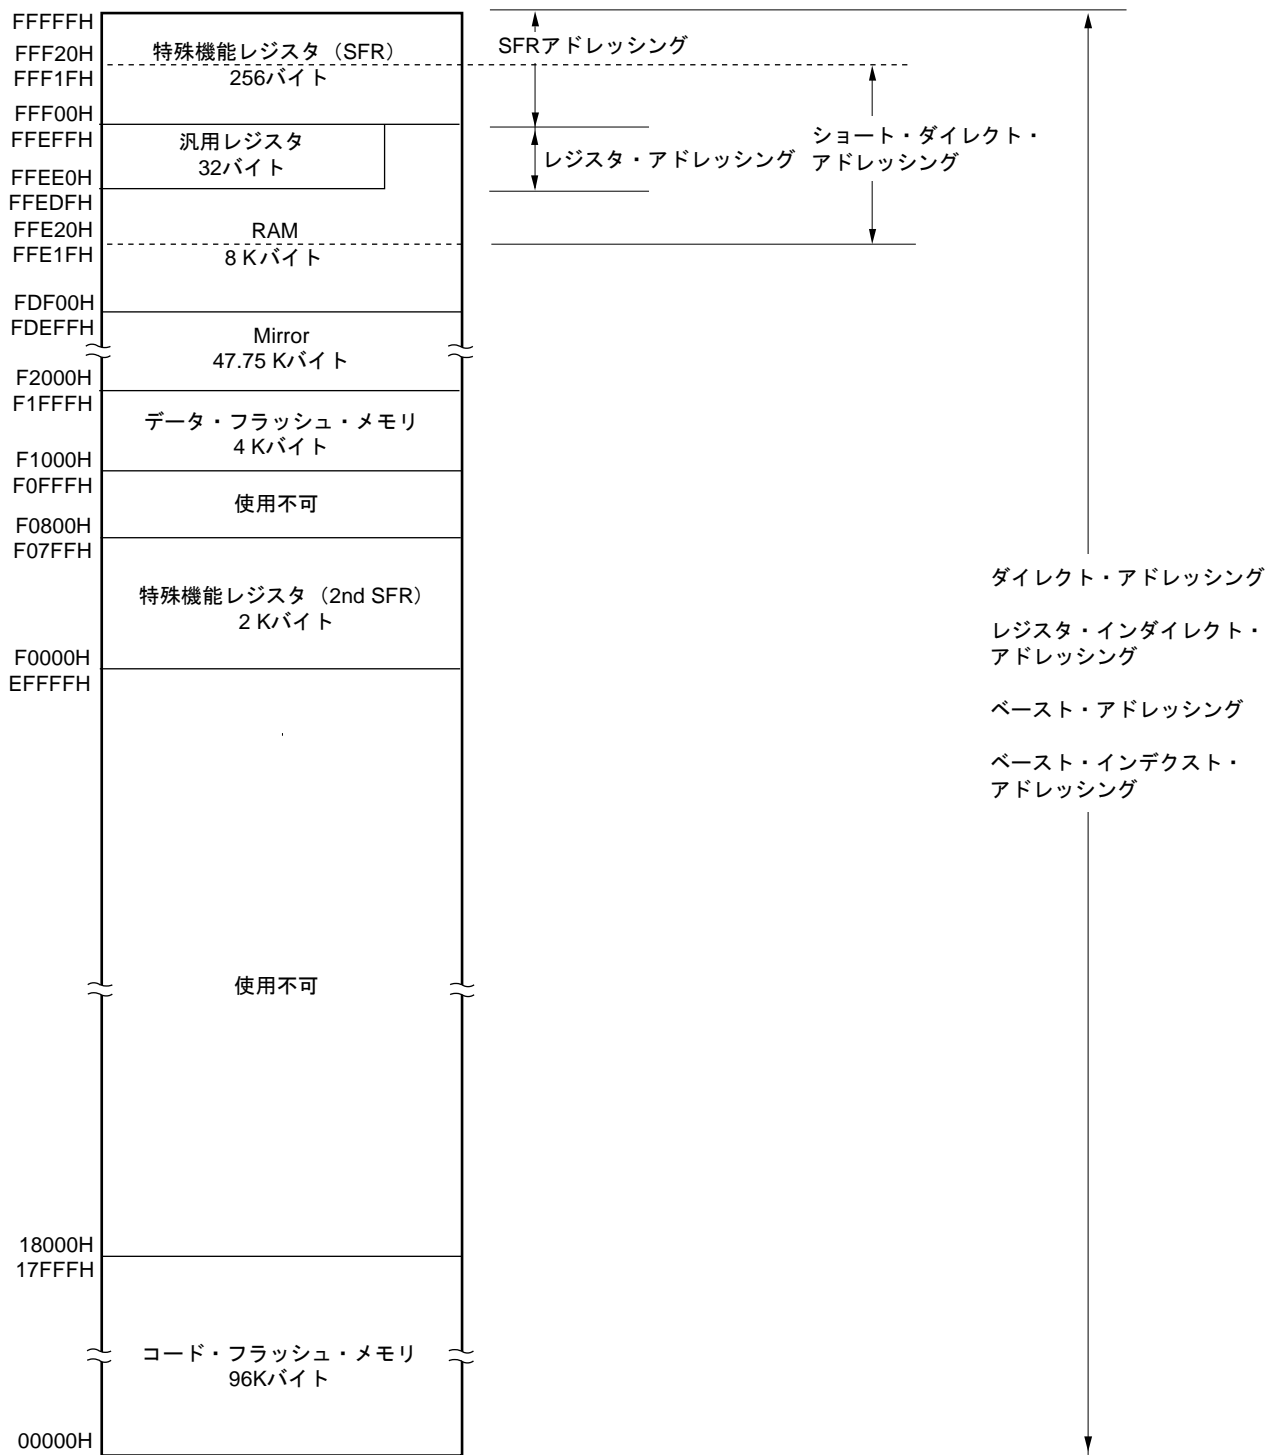 FFFFFH
FFF20H
FFF1FH
FFF00H
FFEFFH
FFEE0H
FFEDFH
FFE20H
FFE1FH
FDF00H
FDEFFH
F2000H
F1FFFH
F1000H
F0FFFH
F0800H
F07FFH
F0000H
EFFFFH
18000H
17FFFH
00000H
特殊機能レジスタ（SFR）
256バイト
汎用レジスタ
32バイト
RAM
8 Kバイト
Mirror
47.75 Kバイト
データ・フラッシュ・メモリ
4 Kバイト
使用不可
特殊機能レジスタ（2nd SFR）
2 Kバイト
使用不可
コード・フラッシュ・メモリ
96Kバイト
SFRアドレッシング
レジスタ・アドレッシング
ショート・ダイレクト・
アドレッシング
ダイレクト・アドレッシング
レジスタ・インダイレクト・
アドレッシング
ベースト・アドレッシング
ベースト・インデクスト・
アドレッシング